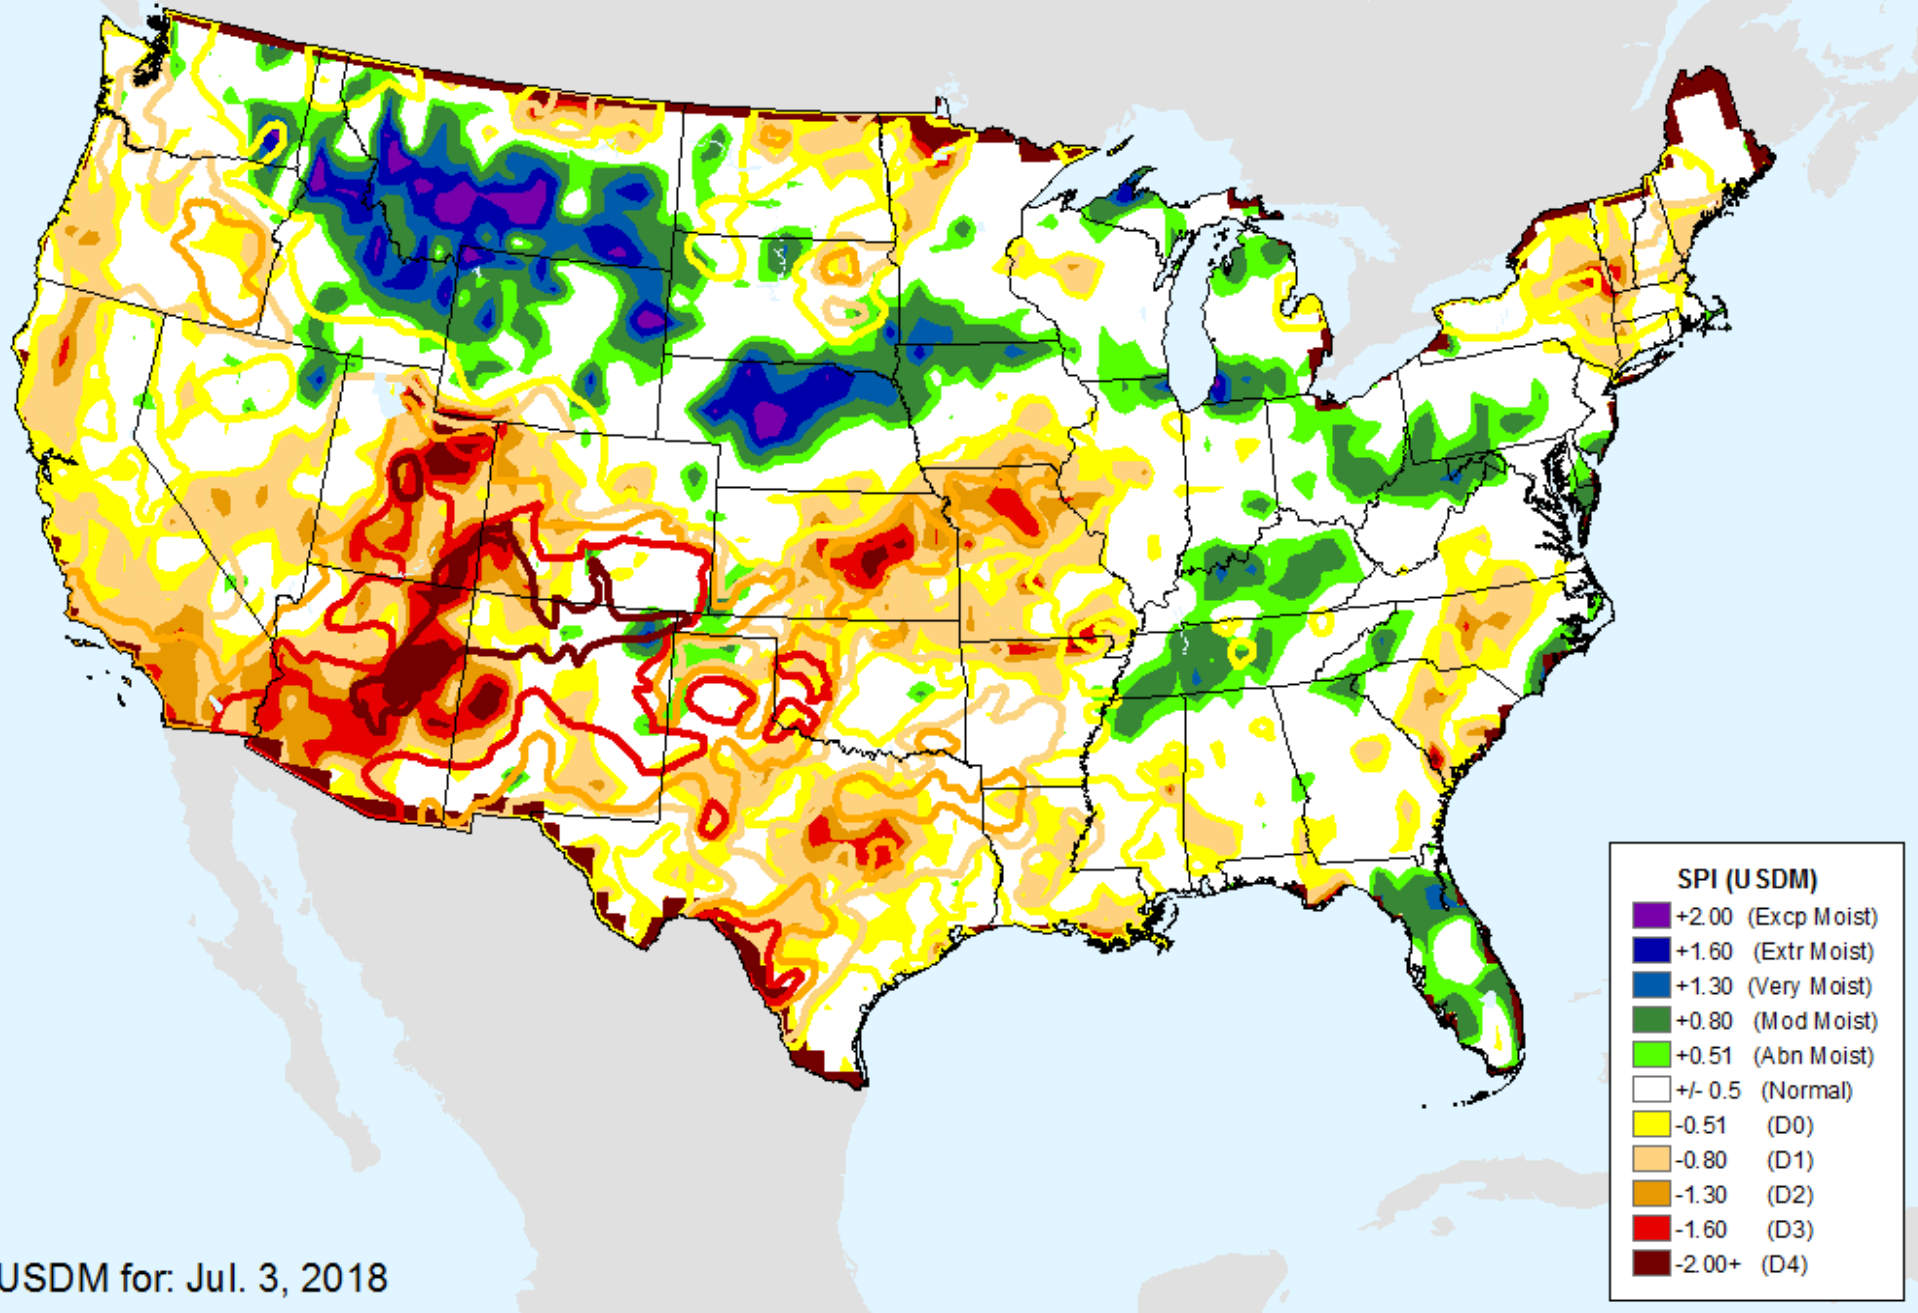 SPI (USDM)
+2.00 (Excp Moist)
+1.60 (Extr Moist)
+1.30 (Very Moist)
+0.80 (Mod Moist)
+0.51 (Abn Moist)
+/- 0.5 (Normal)
-0.51 (D0)
-0.80 (D1)
-1.30 (D2)
-1.60 (D3)
-2.00+ (D4)
USDM for: Jul. 3, 2018